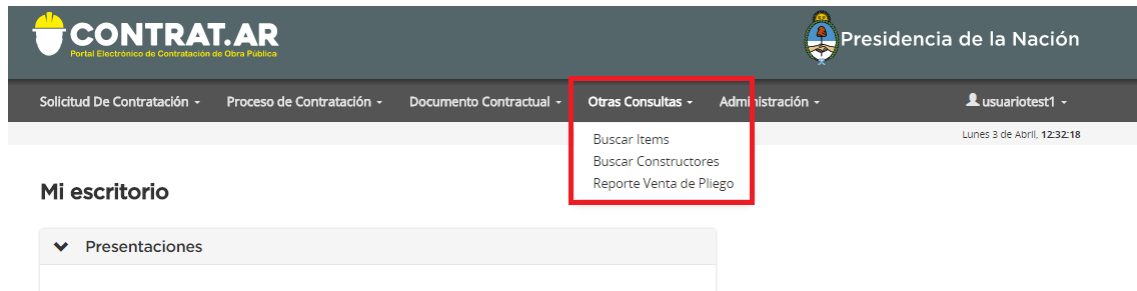 CONTRAT.AR
Portal Electrónico de Contratación de Obra Pública
Presidencia de la Nación
Solicitud De Contratación Proceso de Contratación Documento Contractual Otras Consultas Administración usuariotest1
Lunes 3 de Abril, 12:32:18
Buscar Items
Buscar Constructores
Reporte Venta de Pliego
Mi escritorio
Presentaciones